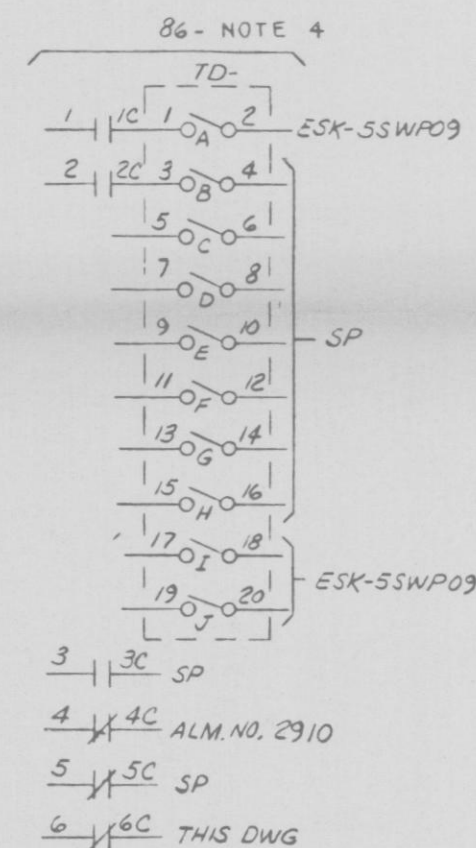 86- NOTE 4
TD-
1 1C 1 A 2 ESK-5SWP09
2 2C 3 B 4
5 C 6
7 D 8
9 E 10 SP
11 F 12
13 G 14
15 H 16
17 I 18
ESK-5SWP09
19 J 20
3 3C SP
4 4C ALM. NO. 2910
5 5C SP
6 6C THIS DWG